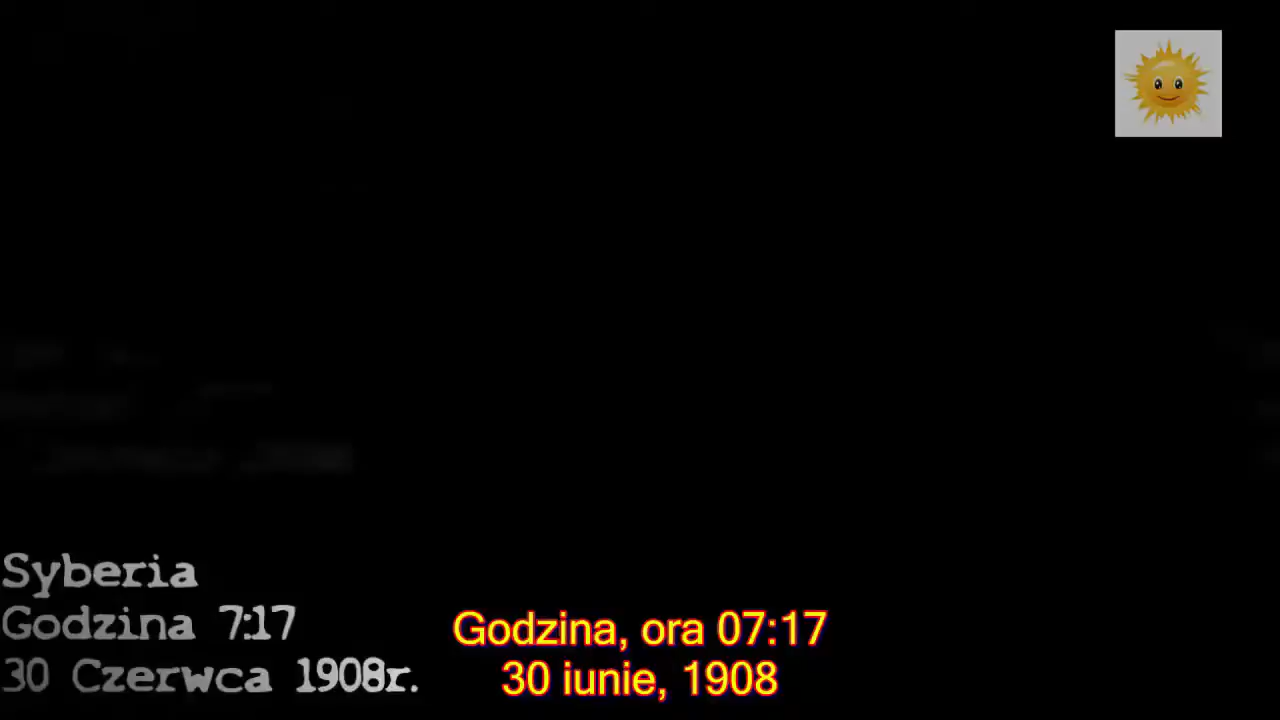 Syberia
Godzina 7:17
30 Czerwca 1908r.
Godzina, ora 07:17
30 iunie, 1908